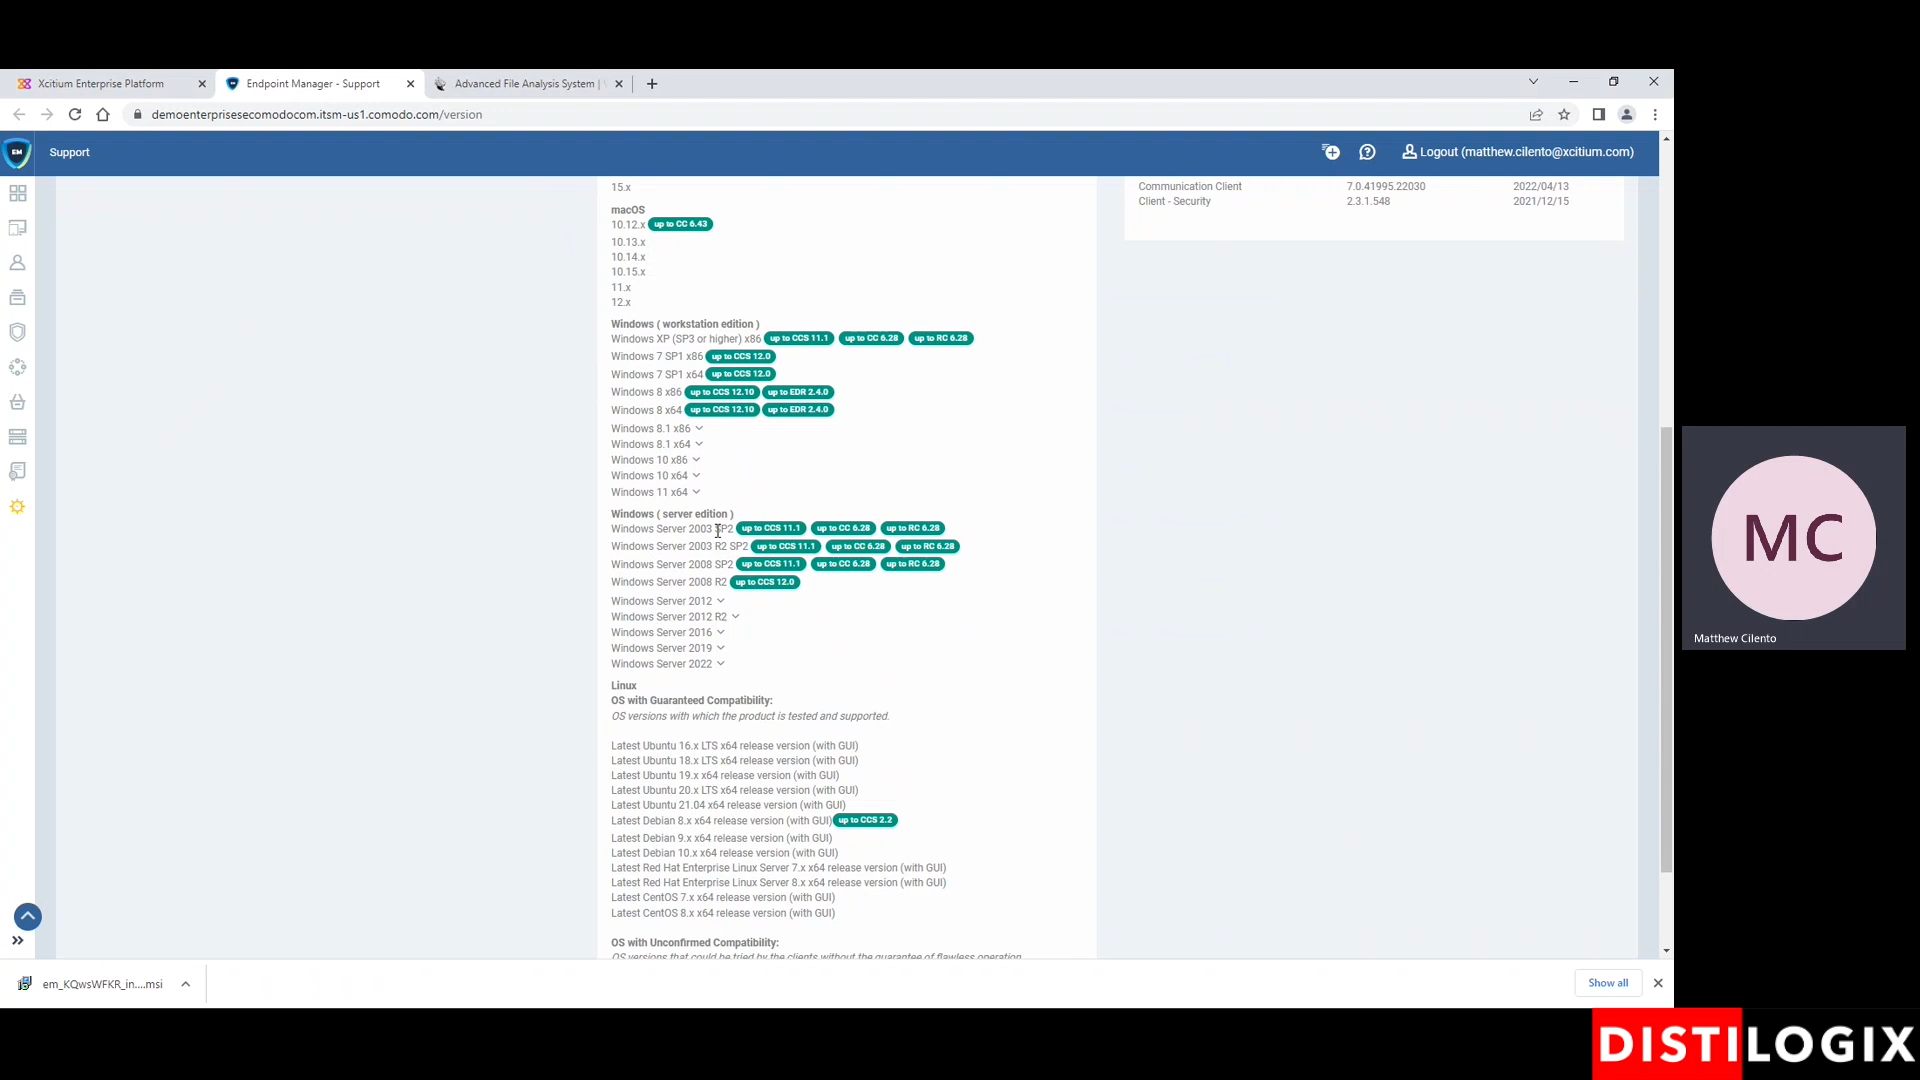 Xcitium Enterprise Platform
Endpoint Manager - Support
Advanced File Analysis System |
demoenterprisesecomodocom.itsm-us1.comodo.com/version
EM
Support
Logout (matthew.cilento@xcitium.com)
15.x
macOS
10.12.x up to CC 6.43
10.13.x
10.14.x
10.15.x
11.x
12.x
Windows ( workstation edition )
Windows XP (SP3 or higher) x86 up to CCS 11.1 up to CC 6.28 up to RC 6.28
Windows 7 SP1 x86 up to CCS 12.0
Windows 7 SP1 x64 up to CCS 12.0
Windows 8 x86 up to CCS 12.10 up to EDR 2.4.0
Windows 8 x64 up to CCS 12.10 up to EDR 2.4.0
Windows 8.1 x86
Windows 8.1 x64
Windows 10 x86
Windows 10 x64
Windows 11 x64
Windows ( server edition )
Windows Server 2003 SP2 up to CCS 11.1 up to CC 6.28 up to RC 6.28
Windows Server 2003 R2 SP2 up to CCS 11.1 up to CC 6.28 up to RC 6.28
Windows Server 2008 SP2 up to CCS 11.1 up to CC 6.28 up to RC 6.28
Windows Server 2008 R2 up to CCS 12.0
Windows Server 2012
Windows Server 2012 R2
Windows Server 2016
Windows Server 2019
Windows Server 2022
Linux
OS with Guaranteed Compatibility:
OS versions with which the product is tested and supported.
Latest Ubuntu 16.x LTS x64 release version (with GUI)
Latest Ubuntu 18.x LTS x64 release version (with GUI)
Latest Ubuntu 19.x x64 release version (with GUI)
Latest Ubuntu 20.x LTS x64 release version (with GUI)
Latest Ubuntu 21.04 x64 release version (with GUI)
Latest Debian 8.x x64 release version (with GUI) up to CCS 2.2
Latest Debian 9.x x64 release version (with GUI)
Latest Debian 10.x x64 release version (with GUI)
Latest Red Hat Enterprise Linux Server 7.x x64 release version (with GUI)
Latest Red Hat Enterprise Linux Server 8.x x64 release version (with GUI)
Latest CentOS 7.x x64 release version (with GUI)
Latest CentOS 8.x x64 release version (with GUI)
OS with Unconfirmed Compatibility:
OS versions that could be tried by the clients without the guarantee of flawless operation
Communication Client 7.0.41995.22030 2022/04/13
Client - Security 2.3.1.548 2021/12/15
em_KQwsWFKR_in....msi
Show all
MC
Matthew Cilento
DISTILOGIX